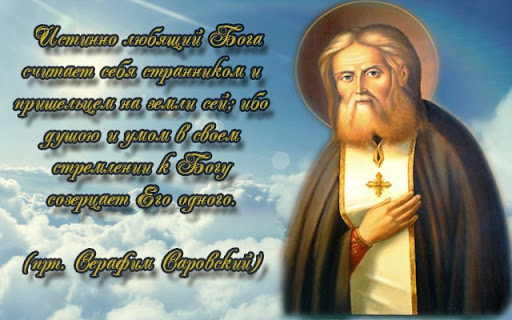 Истинно любящий Бога
считает себя странником и
пришельцем на земли сей; ибо
душою и умом в своем
стремлении к Богу
созерцает Его одного.
(прп. Серафим Саровский)